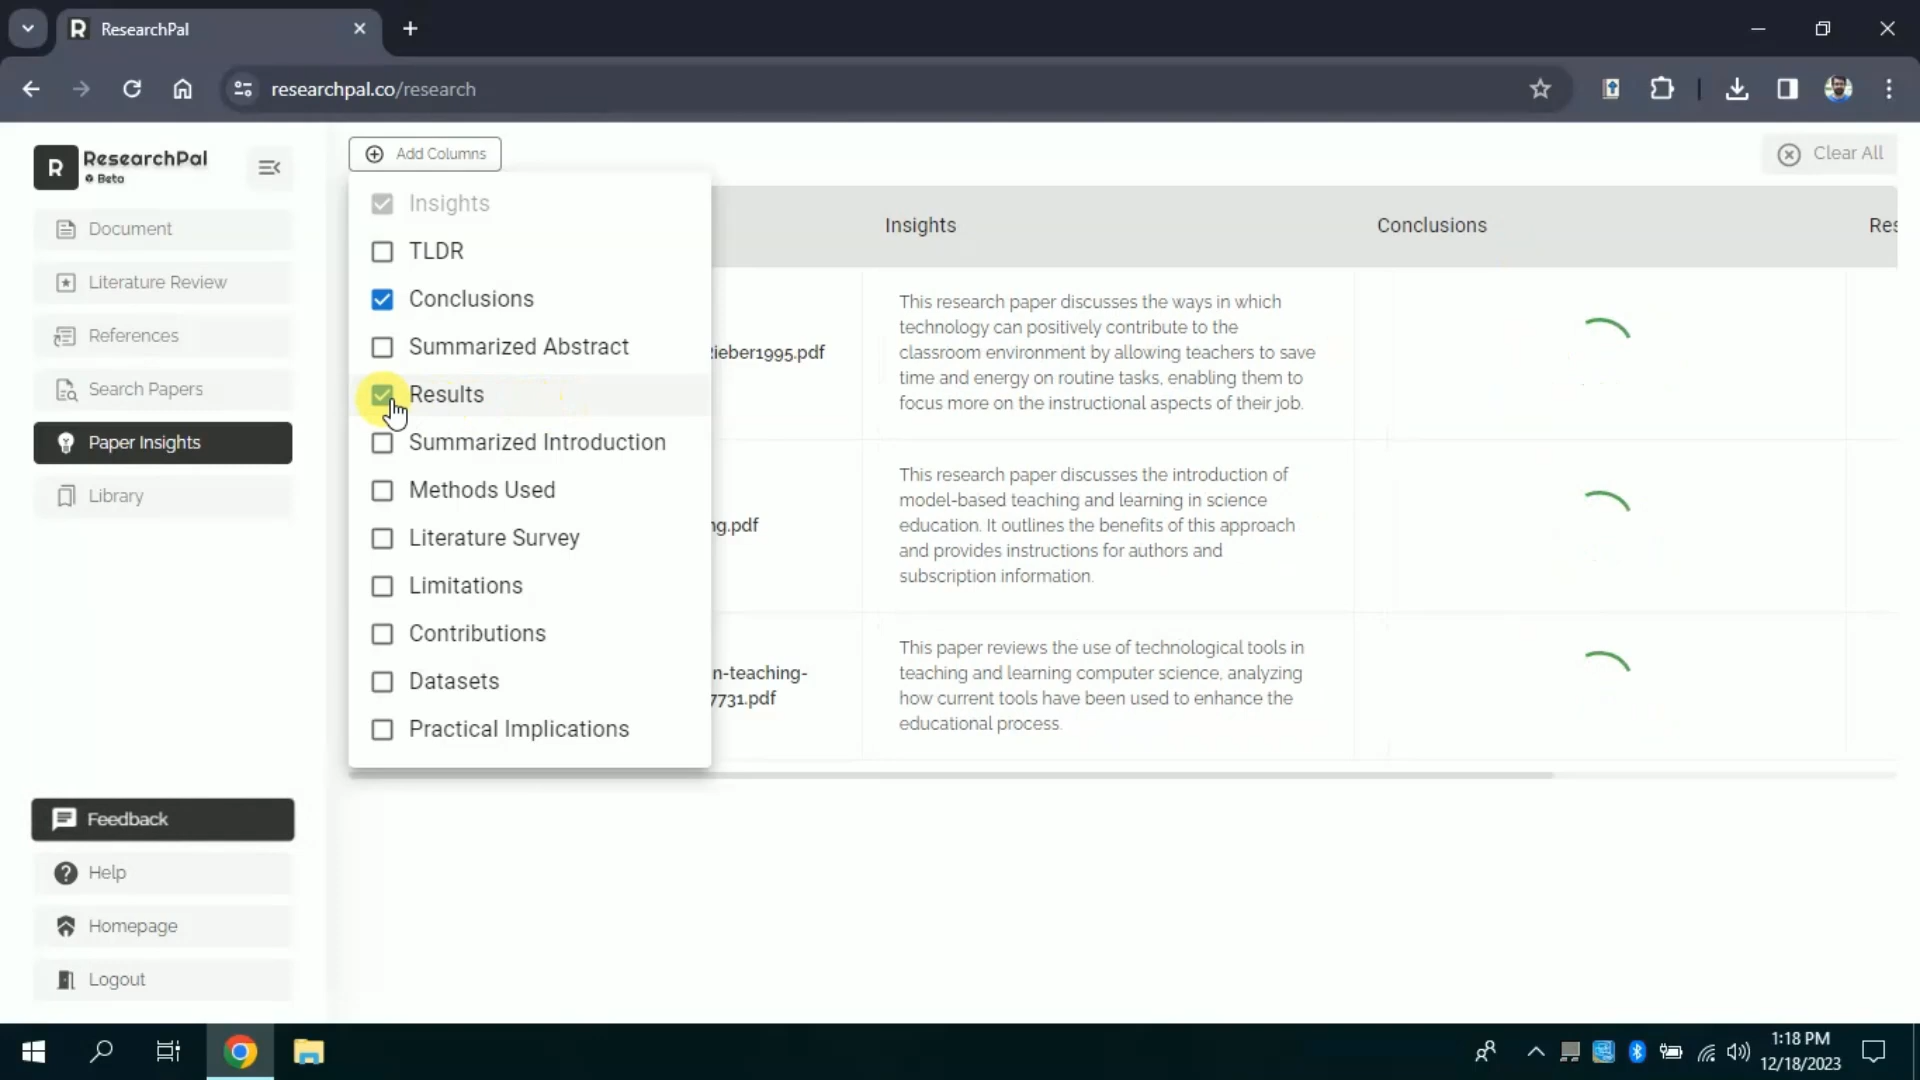 ResearchPal
researchpal.co/research
R
ResearchPal
Beta
Document
Literature Review
References
Search Papers
Paper Insights
Library
Feedback
Help
Homepage
Logout
Add Columns
Clear All
Insights
TLDR
Conclusions
Summarized Abstract
Results
Summarized Introduction
Methods Used
Literature Survey
Limitations
Contributions
Datasets
Practical Implications
Insights
Conclusions
Res
ieber1995.pdf
This research paper discusses the ways in which
technology can positively contribute to the
classroom environment by allowing teachers to save
time and energy on routine tasks, enabling them to
focus more on the instructional aspects of their job.
ng.pdf
This research paper discusses the introduction of
model-based teaching and learning in science
education. It outlines the benefits of this approach
and provides instructions for authors and
subscription information.
n-teaching-
7731.pdf
This paper reviews the use of technological tools in
teaching and learning computer science, analyzing
how current tools have been used to enhance the
educational process.
1:18 PM
12/18/2023